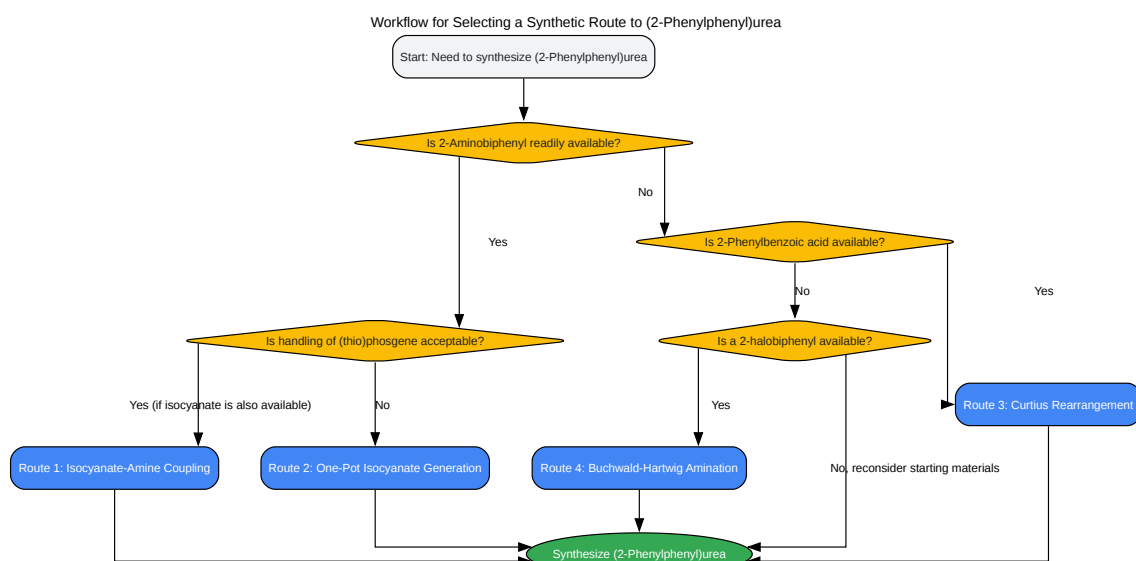 Workflow for Selecting a Synthetic Route to (2-Phenylphenyl)urea
Start: Need to synthesize (2-Phenylphenyl)urea
Is 2-Aminobiphenyl readily available?
No
Yes
Is 2-Phenylbenzoic acid available?
No
Yes
Is handling of (thio)phosgene acceptable?
Is a 2-halobiphenyl available?
Yes (if isocyanate is also available)
No
Yes
Route 3: Curtius Rearrangement
Route 1: Isocyanate-Amine Coupling
Route 2: One-Pot Isocyanate Generation
Route 4: Buchwald-Hartwig Amination
No, reconsider starting materials
Synthesize (2-Phenylphenyl)urea